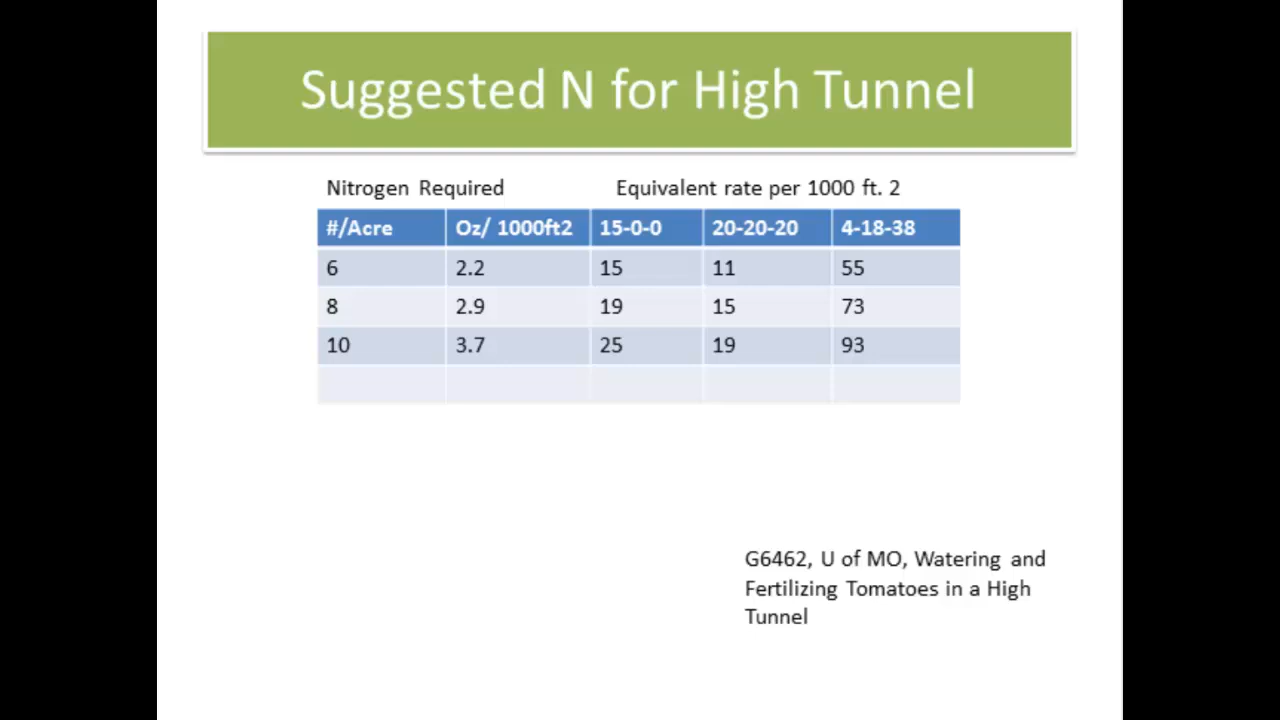 Suggested N for High Tunnel
Nitrogen Required Equivalent rate per 1000 ft. 2
#/Acre Oz/ 1000ft2 15-0-0 20-20-20 4-18-38
6 2.2 15 11 55
8 2.9 19 15 73
10 3.7 25 19 93
G6462, U of MO, Watering and
Fertilizing Tomatoes in a High
Tunnel